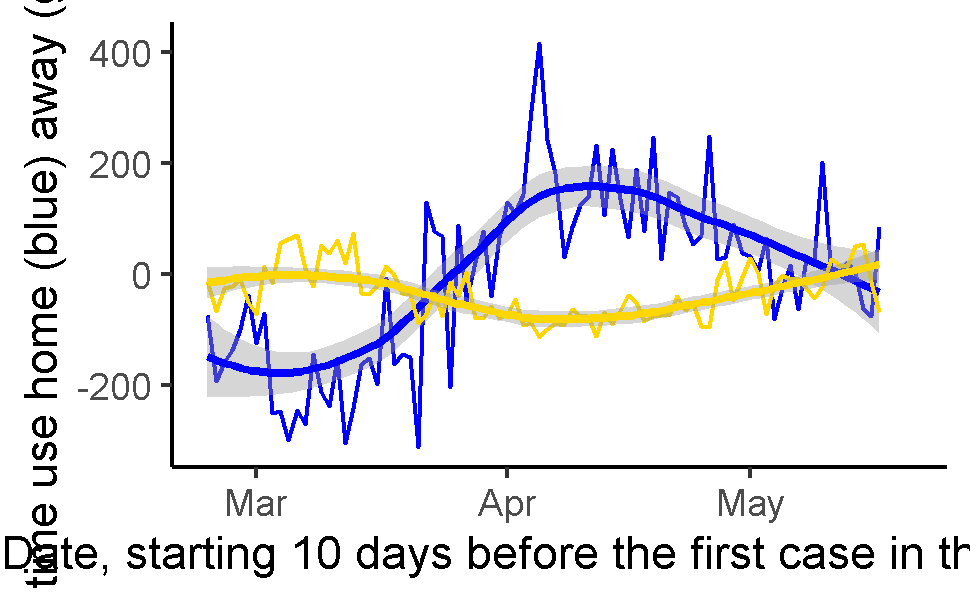 time use home (blue) away (
400
200
0
-200
Mar Apr May
Date, starting 10 days before the first case in th